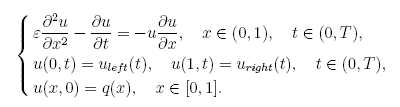 ε ∂²u/∂x² − ∂u/∂t = −u ∂u/∂x, x ∈ (0,1), t ∈ (0,T),
u(0,t) = u_left(t), u(1,t) = u_right(t), t ∈ (0,T),
u(x,0) = q(x), x ∈ [0,1].